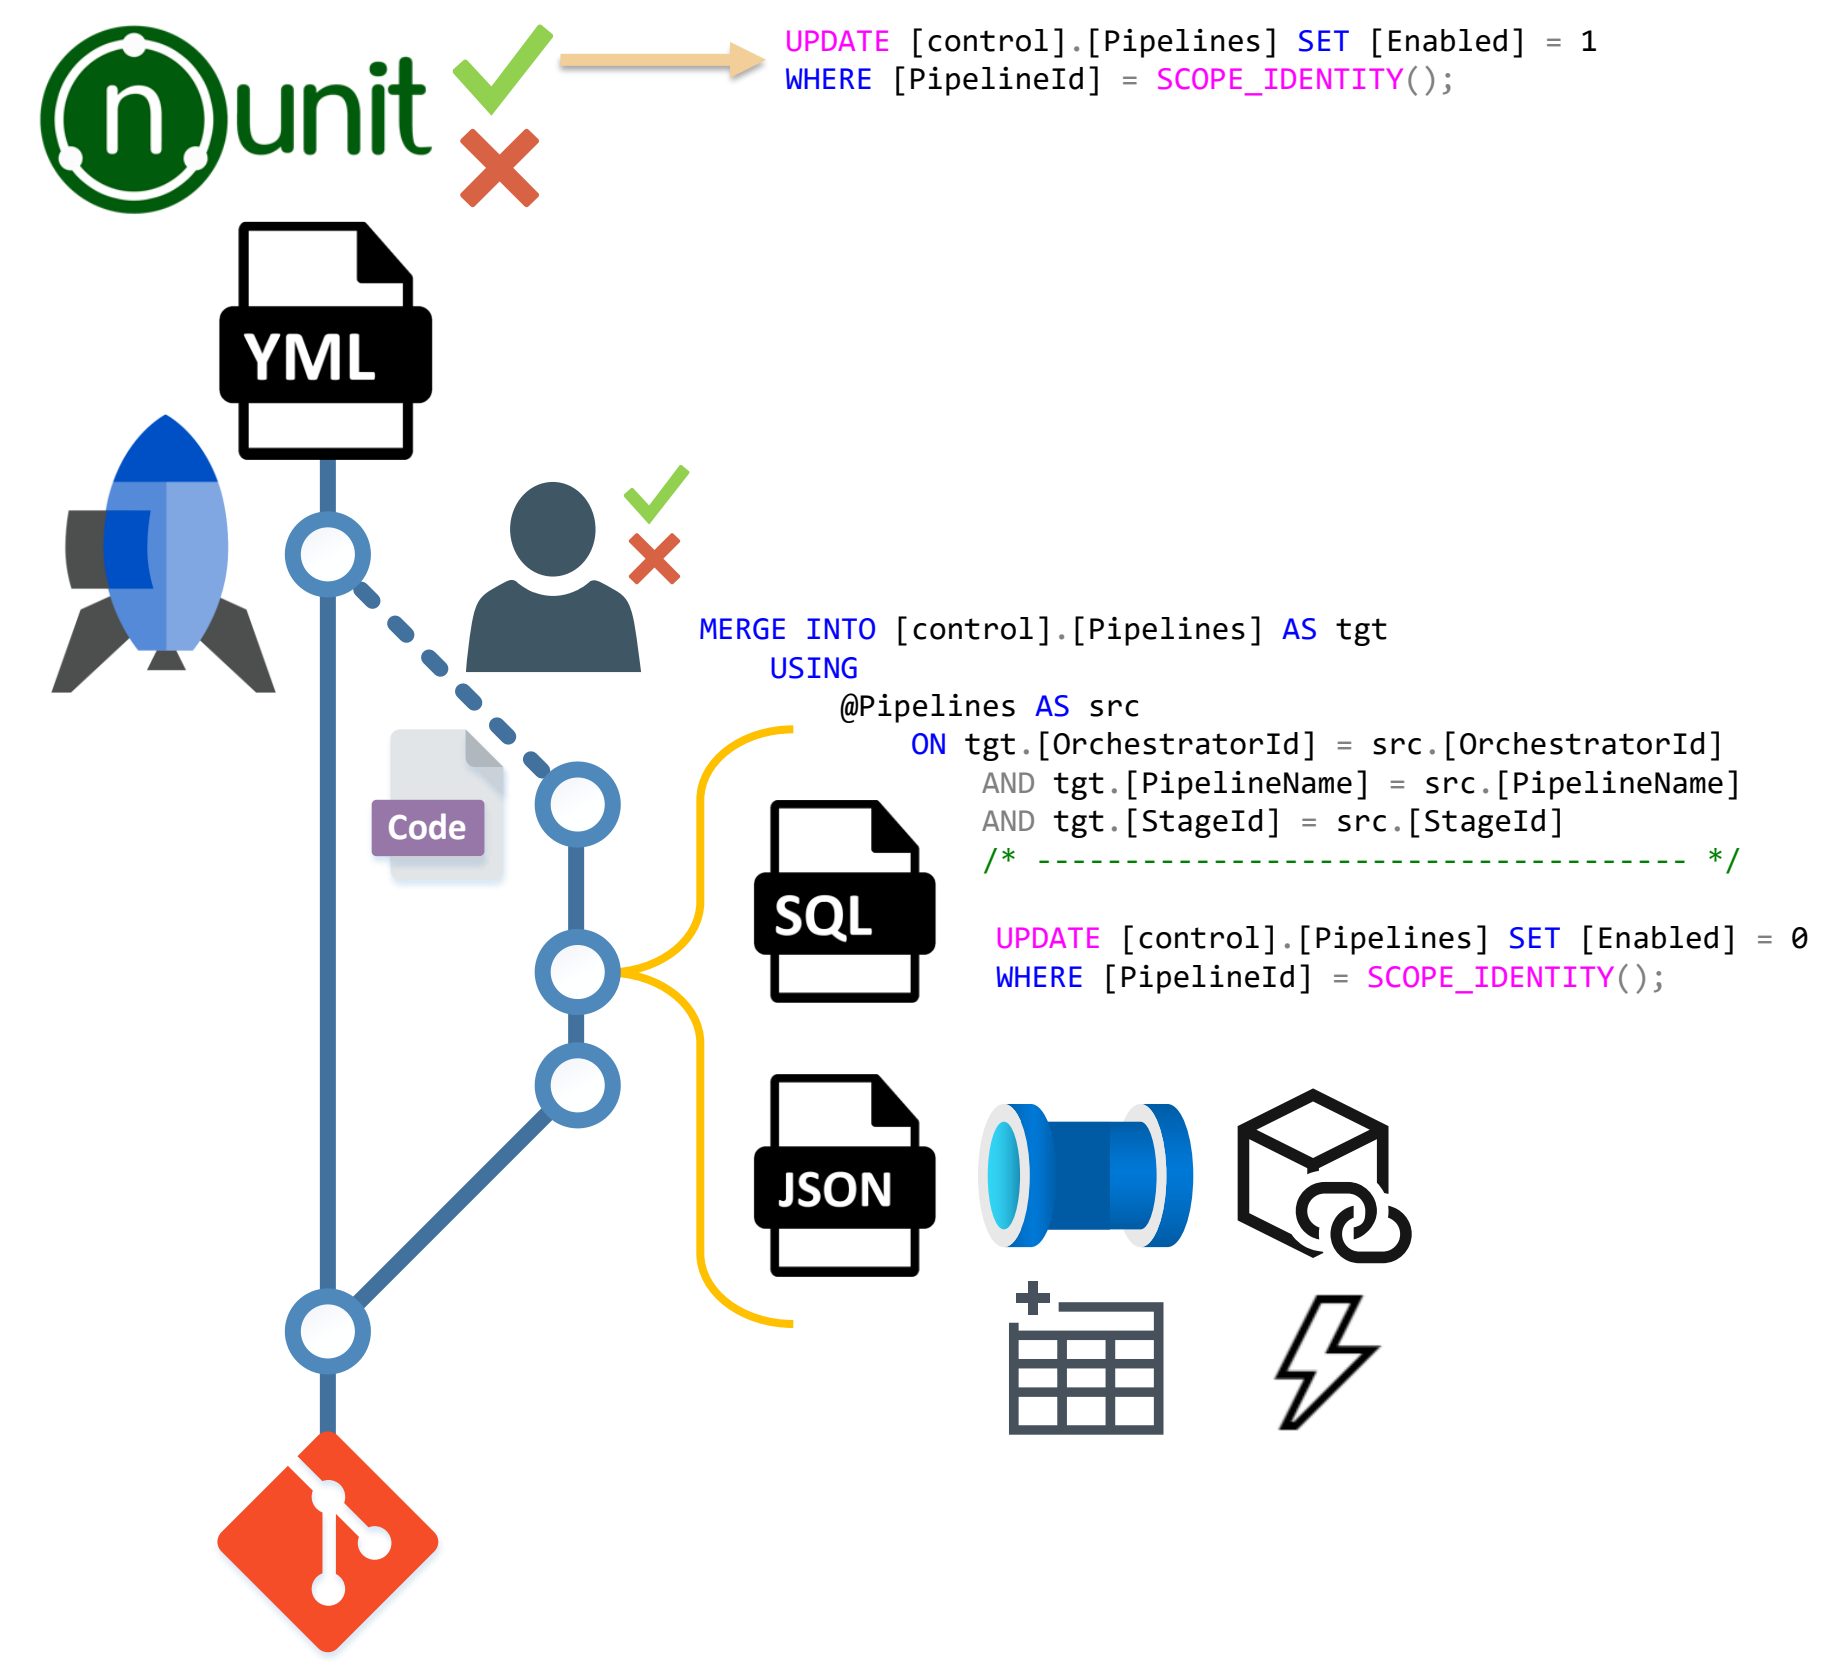 nunit
UPDATE [control].[Pipelines] SET [Enabled] = 1
WHERE [PipelineId] = SCOPE_IDENTITY();
YML
MERGE INTO [control].[Pipelines] AS tgt
USING
@Pipelines AS src
ON tgt.[OrchestratorId] = src.[OrchestratorId]
AND tgt.[PipelineName] = src.[PipelineName]
AND tgt.[StageId] = src.[StageId]
/* ------------------------------------- */
Code
SQL
UPDATE [control].[Pipelines] SET [Enabled] = 0
WHERE [PipelineId] = SCOPE_IDENTITY();
JSON